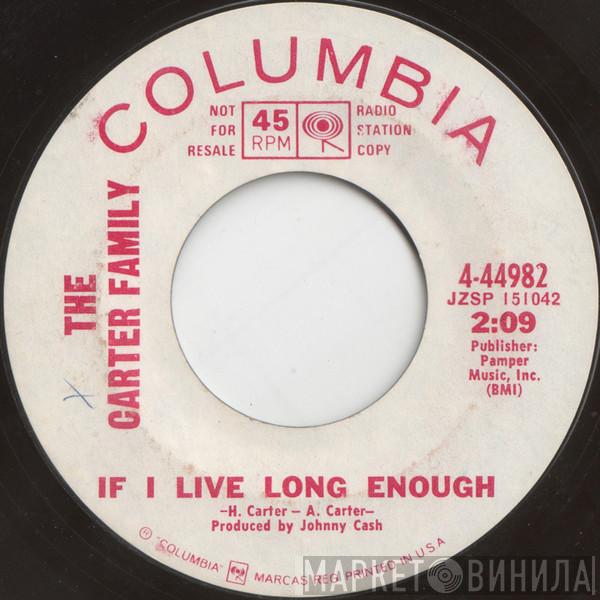 COLUMBIA
NOT FOR RESALE
45 RPM
RADIO STATION COPY
THE
CARTER FAMILY
4-44982
JZSP 151042
2:09
Publisher:
Pamper
Music, Inc.
(BMI)
IF I LIVE LONG ENOUGH
–H. Carter – A. Carter–
Produced by Johnny Cash
® "COLUMBIA" MARCAS REG. PRINTED IN U.S.A.
МАРКЕТ ВИНИЛА